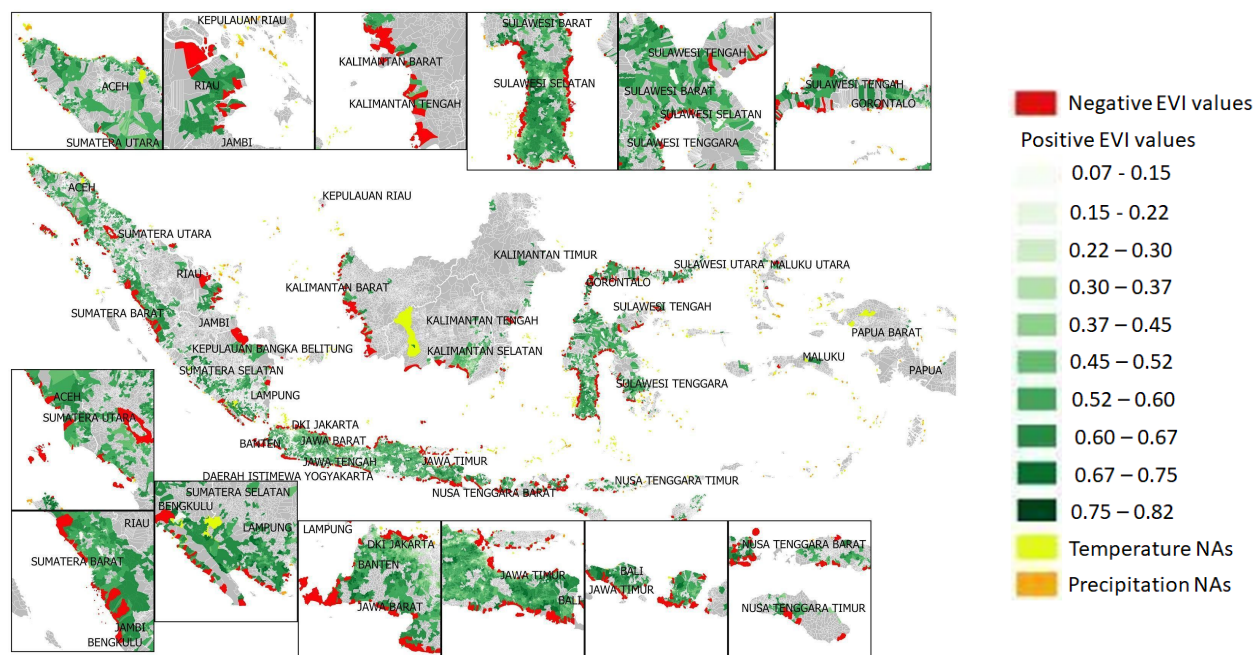 KEPULAUAN RIAU
SULAWESI BARAT
SULAWESI TENGAH
KALIMANTAN BARAT
ACEH
RIAU
SULAWESI SELATAN
SULAWESI TENGAH
SULAWESI BARAT
KALIMANTAN TENGAH
GORONTALO
SULAWESI SELATAN
SUMATERA UTARA
JAMBI
SULAWESI TENGGARA
ACEH
KEPULAUAN RIAU
SUMATERA UTARA
KALIMANTAN TIMUR
SULAWESI UTARA
MALUKU UTARA
RIAU
KALIMANTAN BARAT
GORONTALO
SUMATERA BARAT
SULAWESI TENGAH
JAMBI
KALIMANTAN TENGAH
PAPUA BARAT
KEPULAUAN BANGKA BELITUNG
KALIMANTAN SELATAN
MALUKU
SUMATERA SELATAN
PAPUA
SULAWESI TENGGARA
LAMPUNG
DKI JAKARTA
BANTEN
JAWA BARAT
JAWA TENGAH
JAWA TIMUR
DAERAH ISTIMEWA YOGYAKARTA
NUSA TENGGARA TIMUR
NUSA TENGGARA BARAT
ACEH
SUMATERA UTARA
RIAU
SUMATERA BARAT
JAMBI
BENGKULU
SUMATERA SELATAN
BENGKULU
LAMPUNG
LAMPUNG
DKI JAKARTA
BANTEN
JAWA BARAT
JAWA TIMUR
BALI
BALI
JAWA TIMUR
NUSA TENGGARA BARAT
NUSA TENGGARA TIMUR
Negative EVI values
Positive EVI values
0.07 - 0.15
0.15 - 0.22
0.22 – 0.30
0.30 - 0.37
0.37 – 0.45
0.45 – 0.52
0.52 – 0.60
0.60 – 0.67
0.67 – 0.75
0.75 – 0.82
Temperature NAs
Precipitation NAs